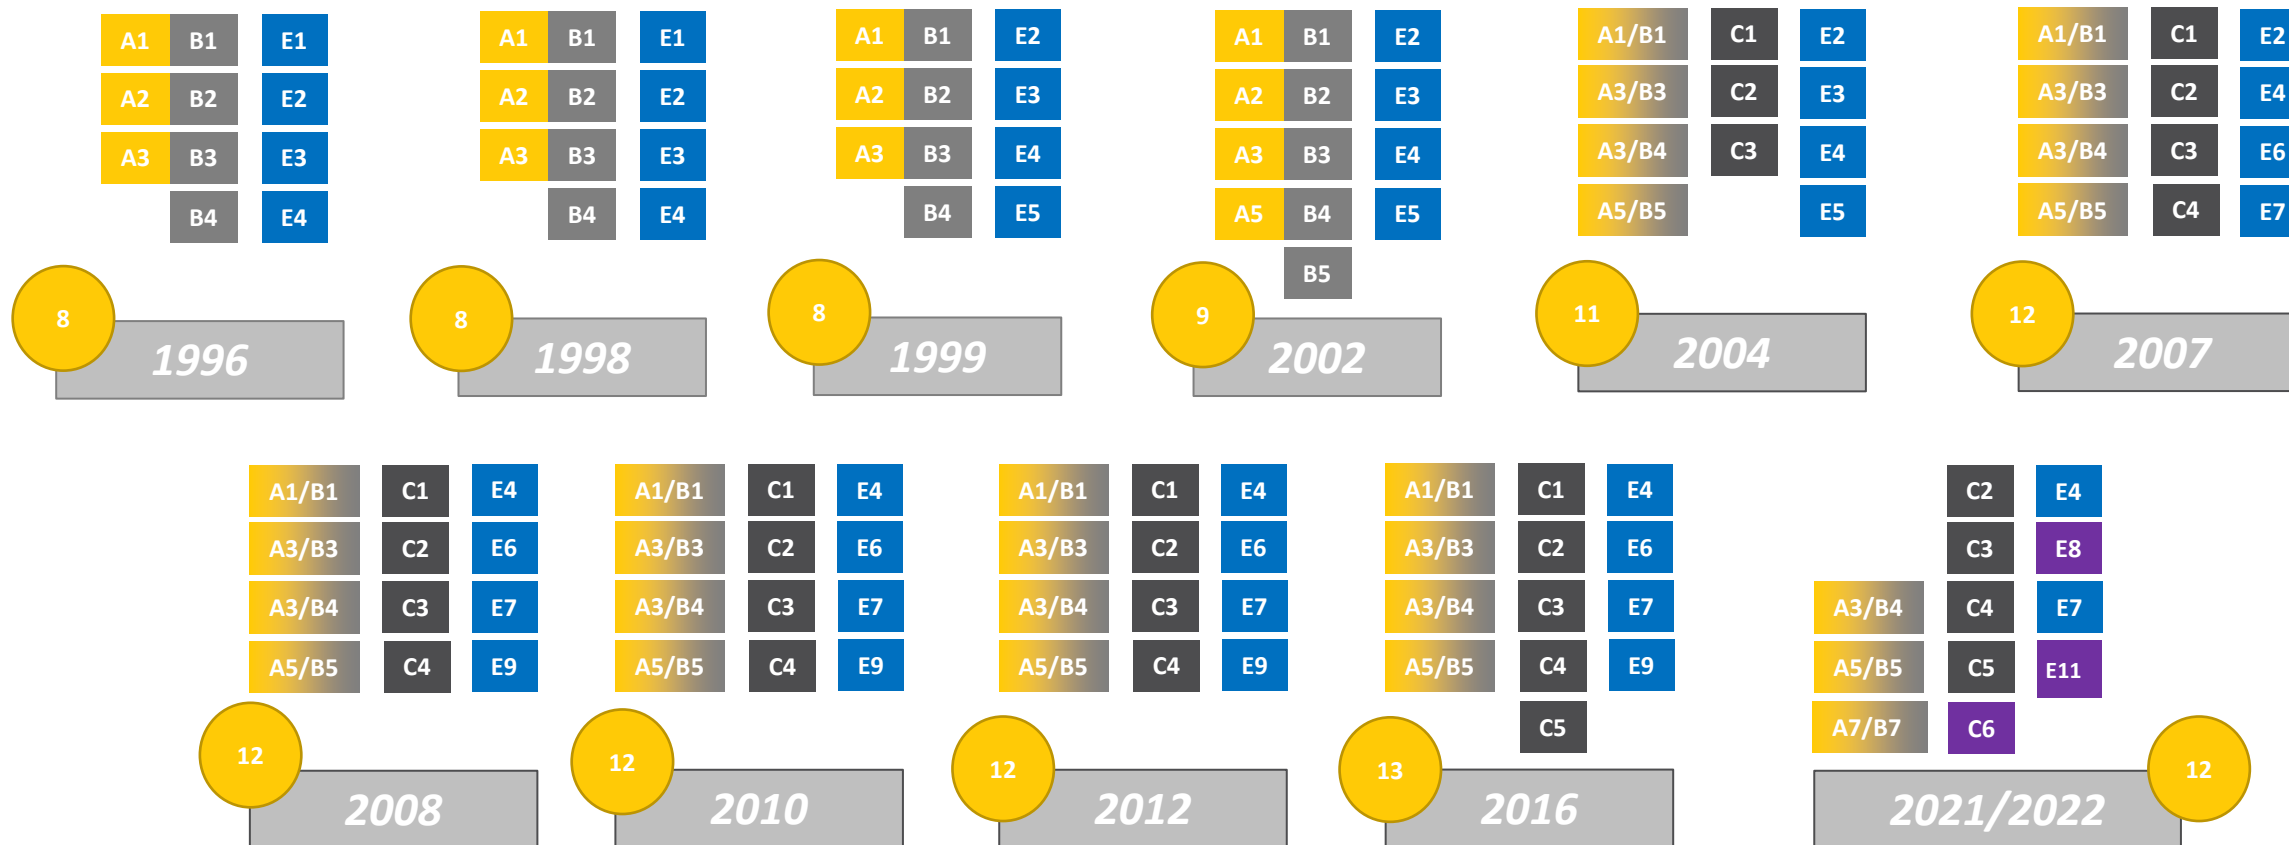 A1 B1 E1
A2 B2 E2
A3 B3 E3
B4 E4
8
1996
A1 B1 E1
A2 B2 E2
A3 B3 E3
B4 E4
8
1998
A1 B1 E2
A2 B2 E3
A3 B3 E4
B4 E5
8
1999
A1 B1 E2
A2 B2 E3
A3 B3 E4
A5 B4 E5
B5
9
2002
A1/B1 C1 E2
A3/B3 C2 E3
A3/B4 C3 E4
A5/B5 E5
11
2004
A1/B1 C1 E2
A3/B3 C2 E4
A3/B4 C3 E6
A5/B5 C4 E7
12
2007
A1/B1 C1 E4
A3/B3 C2 E6
A3/B4 C3 E7
A5/B5 C4 E9
12
2008
A1/B1 C1 E4
A3/B3 C2 E6
A3/B4 C3 E7
A5/B5 C4 E9
12
2010
A1/B1 C1 E4
A3/B3 C2 E6
A3/B4 C3 E7
A5/B5 C4 E9
12
2012
A1/B1 C1 E4
A3/B3 C2 E6
A3/B4 C3 E7
A5/B5 C4 E9
C5
13
2016
C2 E4
C3 E8
A3/B4 C4 E7
A5/B5 C5 E11
A7/B7 C6
12
2021/2022